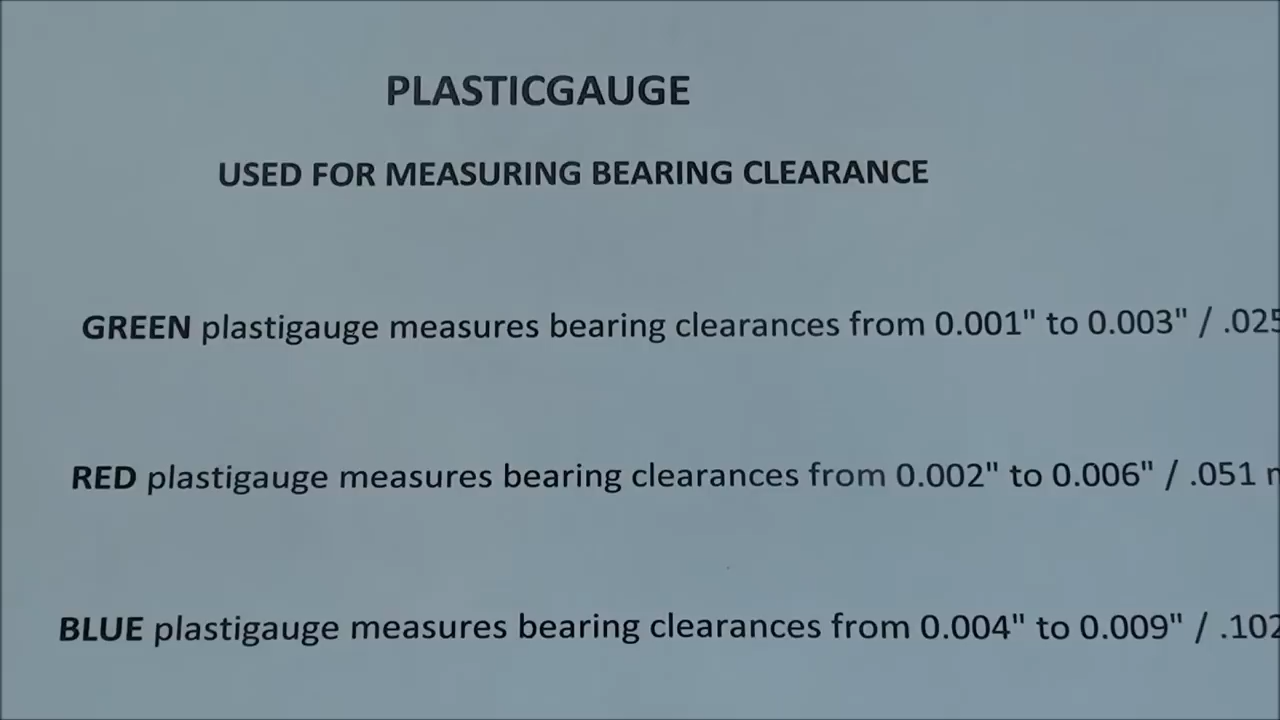 PLASTICGAUGE
USED FOR MEASURING BEARING CLEARANCE
GREEN plastigauge measures bearing clearances from 0.001" to 0.003" / .025
RED plastigauge measures bearing clearances from 0.002" to 0.006" / .051
BLUE plastigauge measures bearing clearances from 0.004" to 0.009" / .102